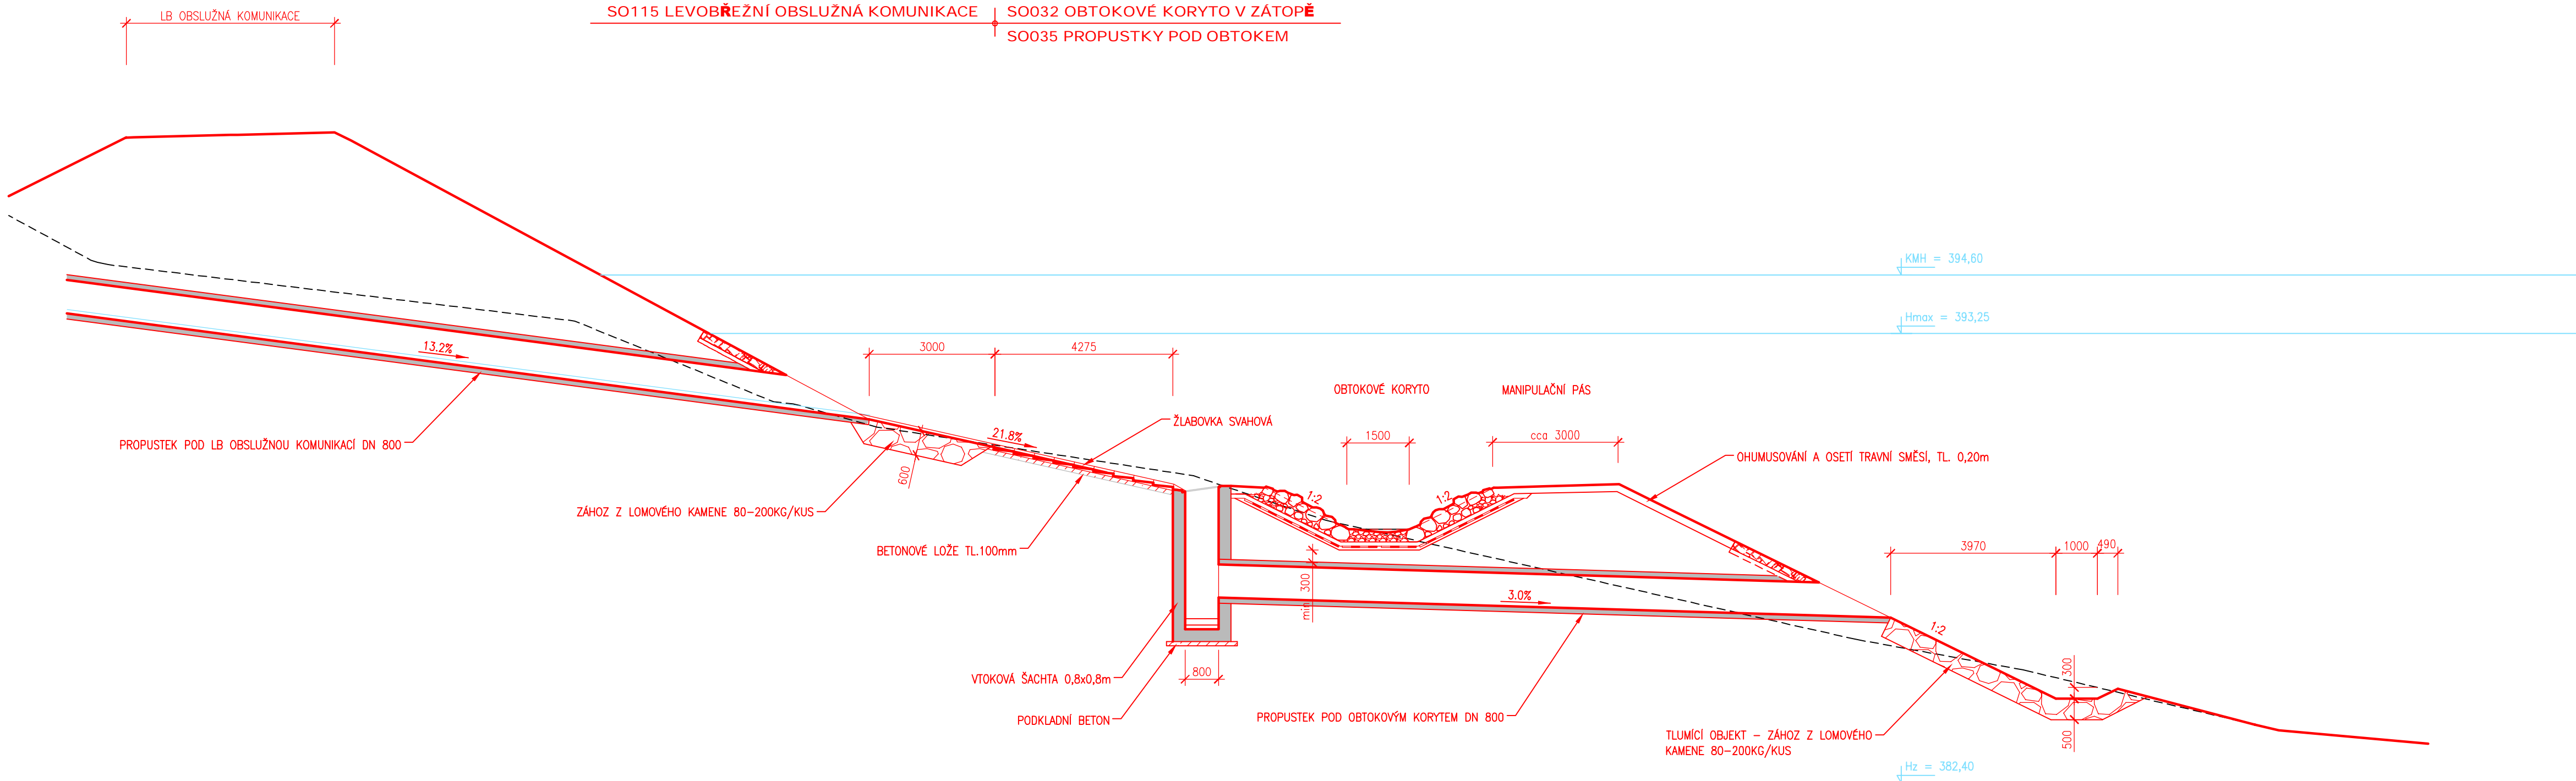 LB OBSLUŽNÁ KOMUNIKACE
SO115 LEVOBŘEŽNÍ OBSLUŽNÁ KOMUNIKACE
SO032 OBTOKOVÉ KORYTO V ZÁTOPĚ
SO035 PROPUSTKY POD OBTOKEM
KMH = 394,60
Hmax = 393,25
13.2%
3000
4275
OBTOKOVÉ KORYTO
MANIPULAČNÍ PÁS
PROPUSTEK POD LB OBSLUŽNOU KOMUNIKACÍ DN 800
21.8%
ŽLABOVKA SVAHOVÁ
1500
cca 3000
OHUMUSOVÁNÍ A OSETÍ TRAVNÍ SMĚSÍ, TL. 0,20m
600
1:2
1:2
ZÁHOZ Z LOMOVÉHO KAMENE 80-200KG/KUS
BETONOVÉ LOŽE TL.100mm
3970
1000
490
min 300
3.0%
1:2
VTOKOVÁ ŠACHTA 0,8x0,8m
800
300
PODKLADNÍ BETON
PROPUSTEK POD OBTOKOVÝM KORYTEM DN 800
TLUMÍCÍ OBJEKT - ZÁHOZ Z LOMOVÉHO
KAMENE 80-200KG/KUS
500
Hz = 382,40